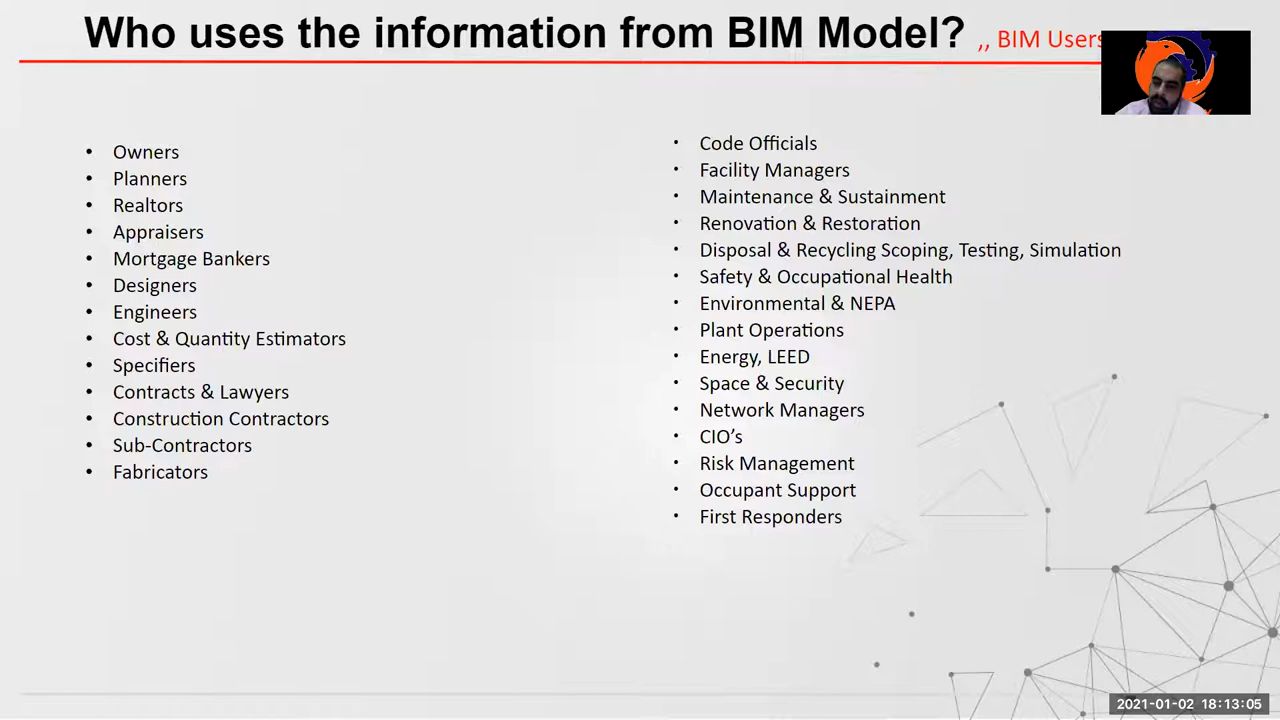 Who uses the information from BIM Model? ,, BIM Users
• Owners
• Planners
• Realtors
• Appraisers
• Mortgage Bankers
• Designers
• Engineers
• Cost & Quantity Estimators
• Specifiers
• Contracts & Lawyers
• Construction Contractors
• Sub-Contractors
• Fabricators
• Code Officials
• Facility Managers
• Maintenance & Sustainment
• Renovation & Restoration
• Disposal & Recycling Scoping, Testing, Simulation
• Safety & Occupational Health
• Environmental & NEPA
• Plant Operations
• Energy, LEED
• Space & Security
• Network Managers
• CIO’s
• Risk Management
• Occupant Support
• First Responders
2021-01-02 18:13:05